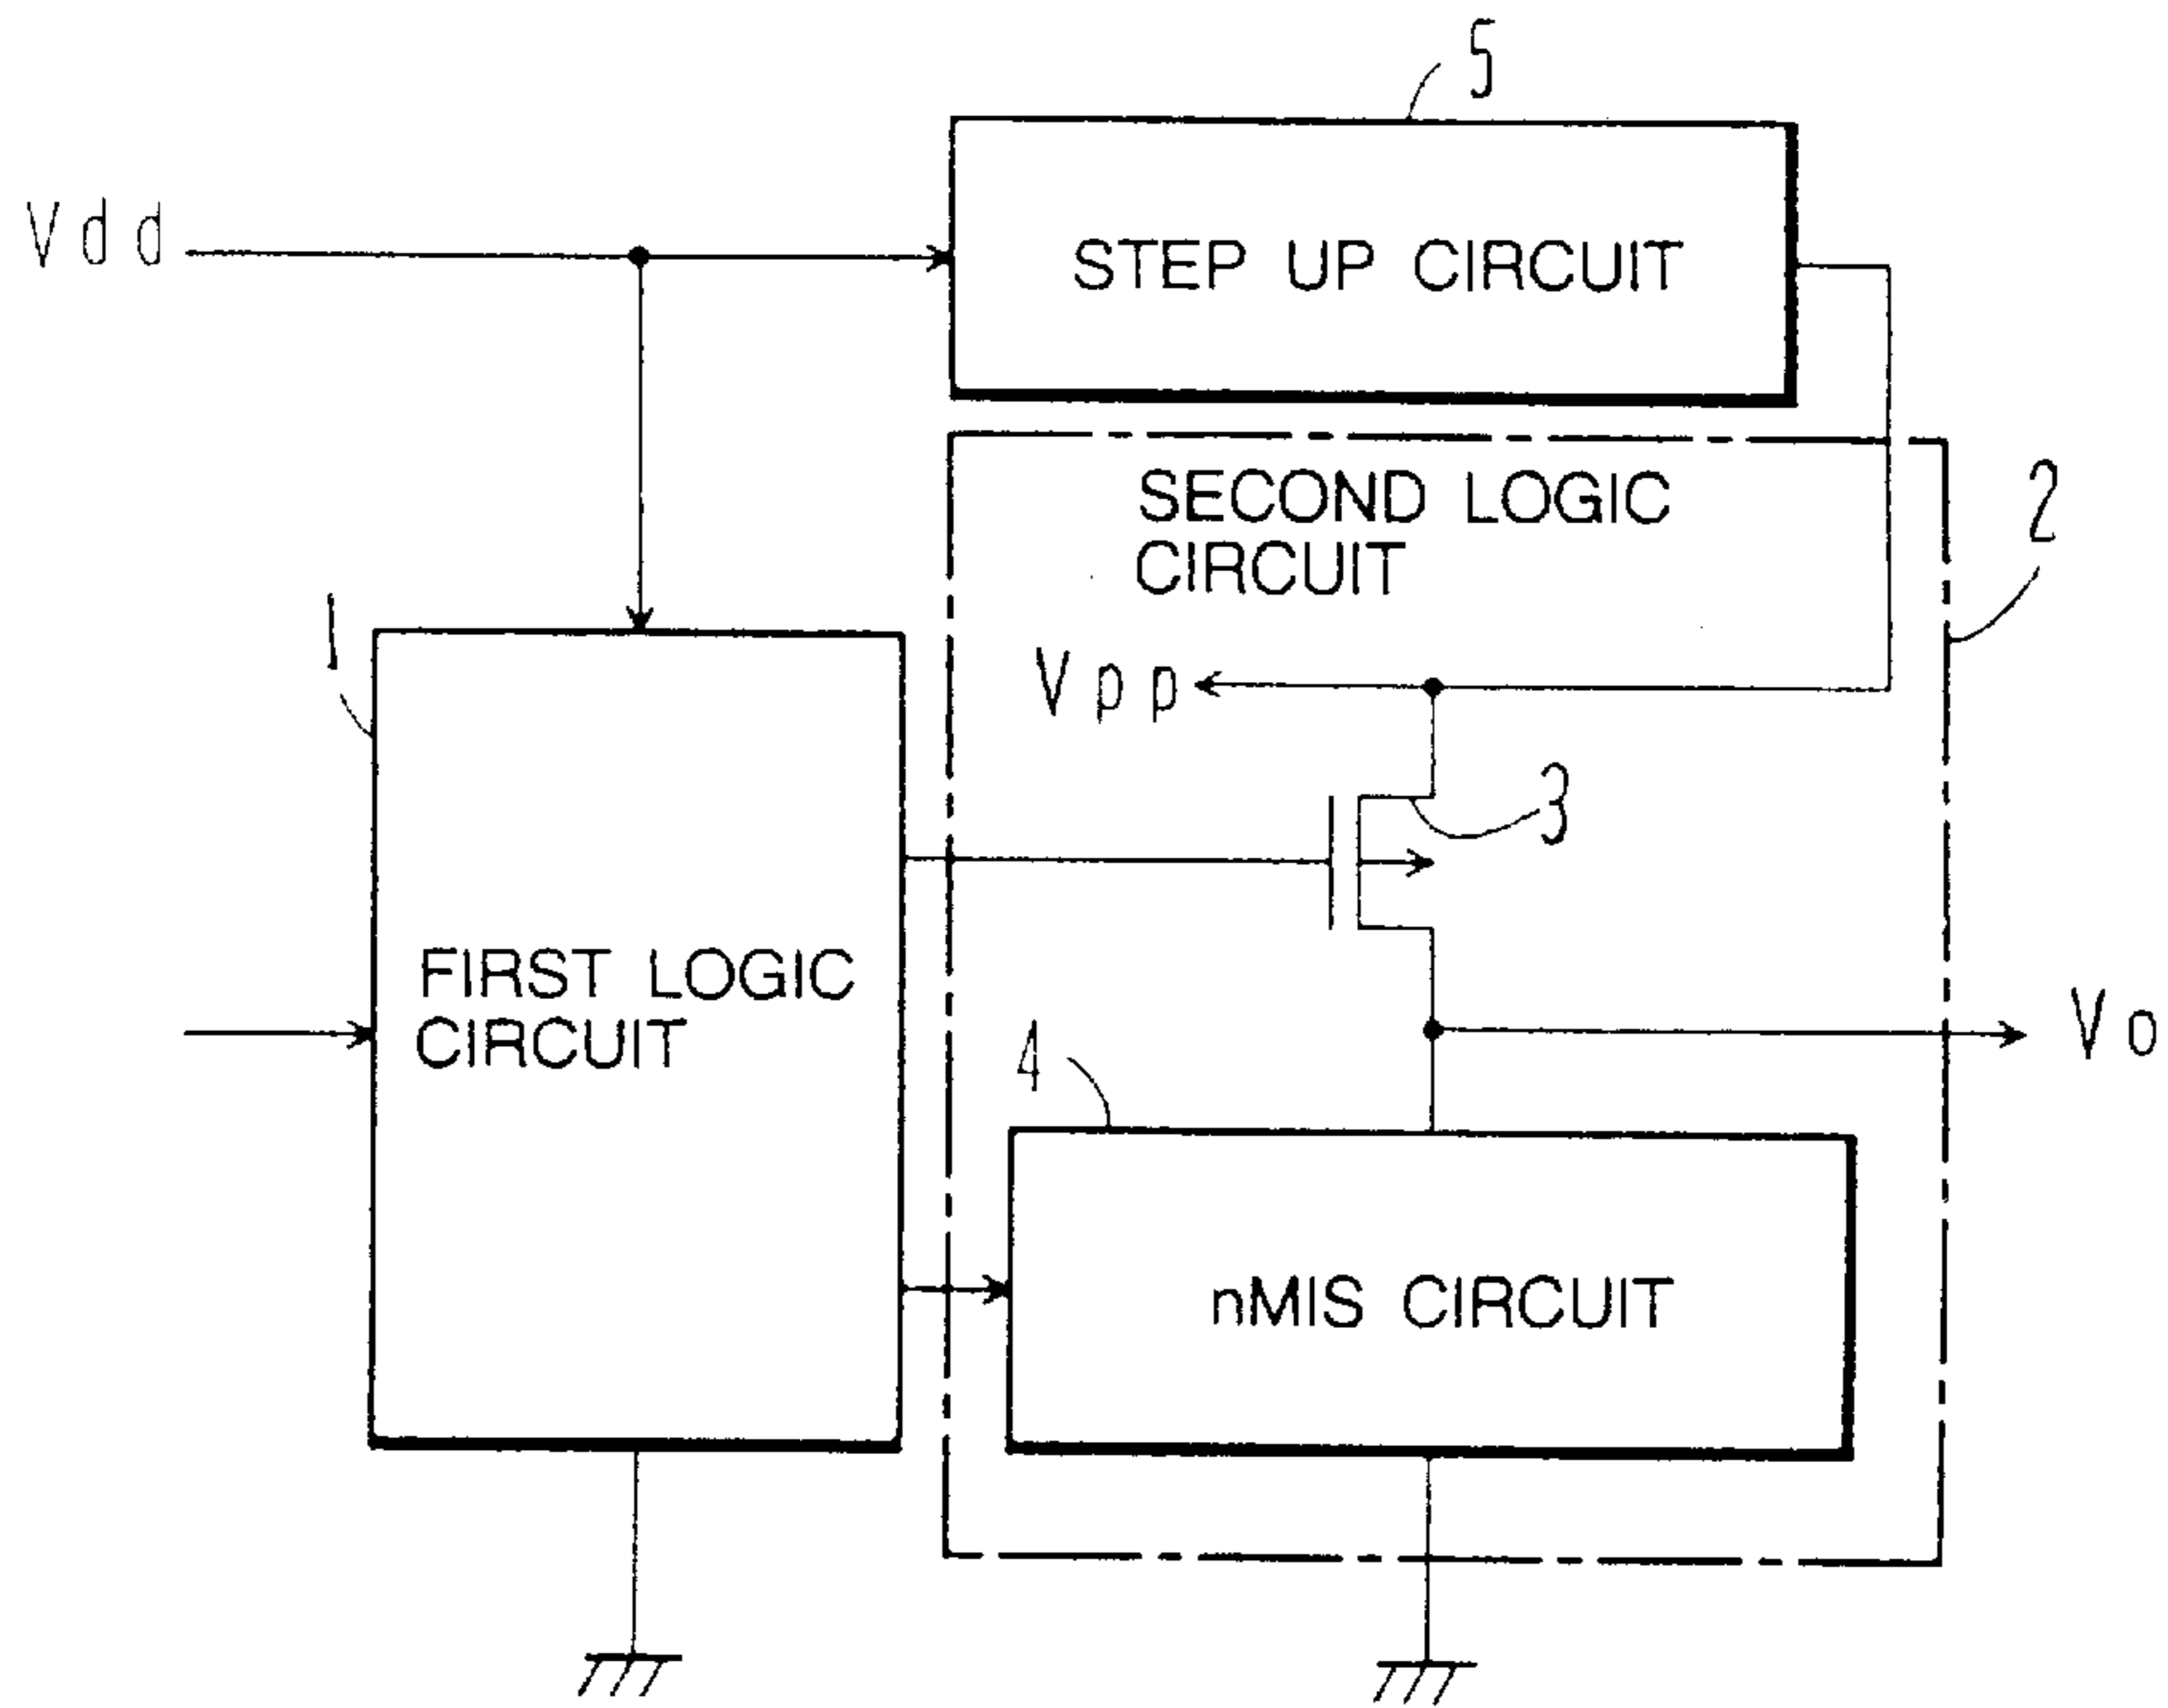 5
Vdd
STEP UP CIRCUIT
SECOND LOGIC
CIRCUIT
2
1
Vpp
3
FIRST LOGIC
CIRCUIT
4
Vo
nMIS CIRCUIT